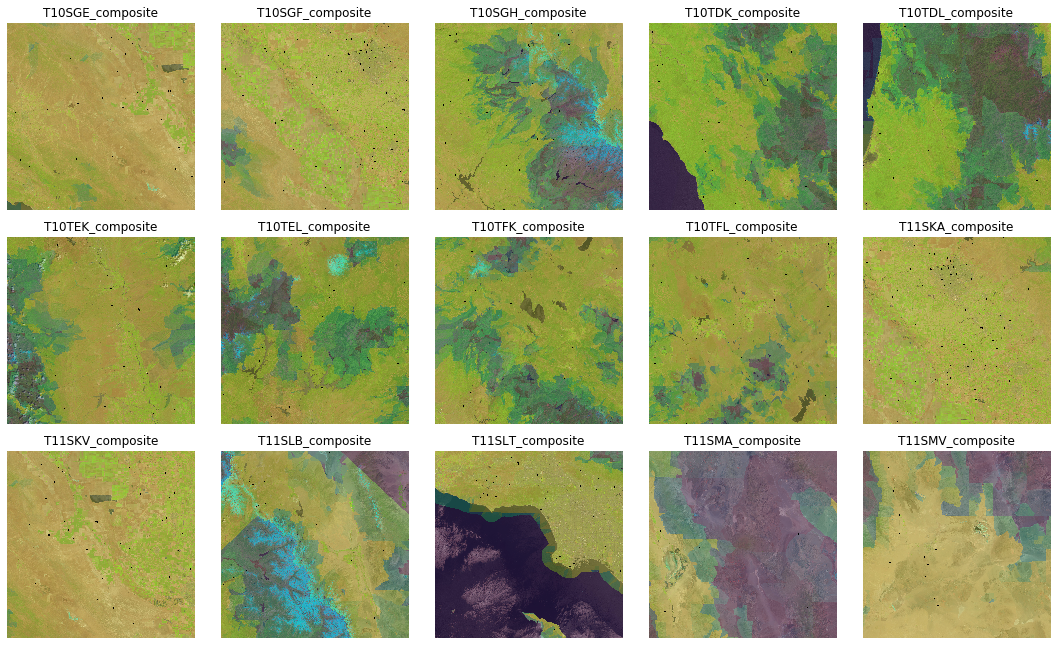 T10SGE_composite
T10SGF_composite
T10SGH_composite
T10TDK_composite
T10TDL_composite
T10TEK_composite
T10TEL_composite
T10TFK_composite
T10TFL_composite
T11SKA_composite
T11SKV_composite
T11SLB_composite
T11SLT_composite
T11SMA_composite
T11SMV_composite